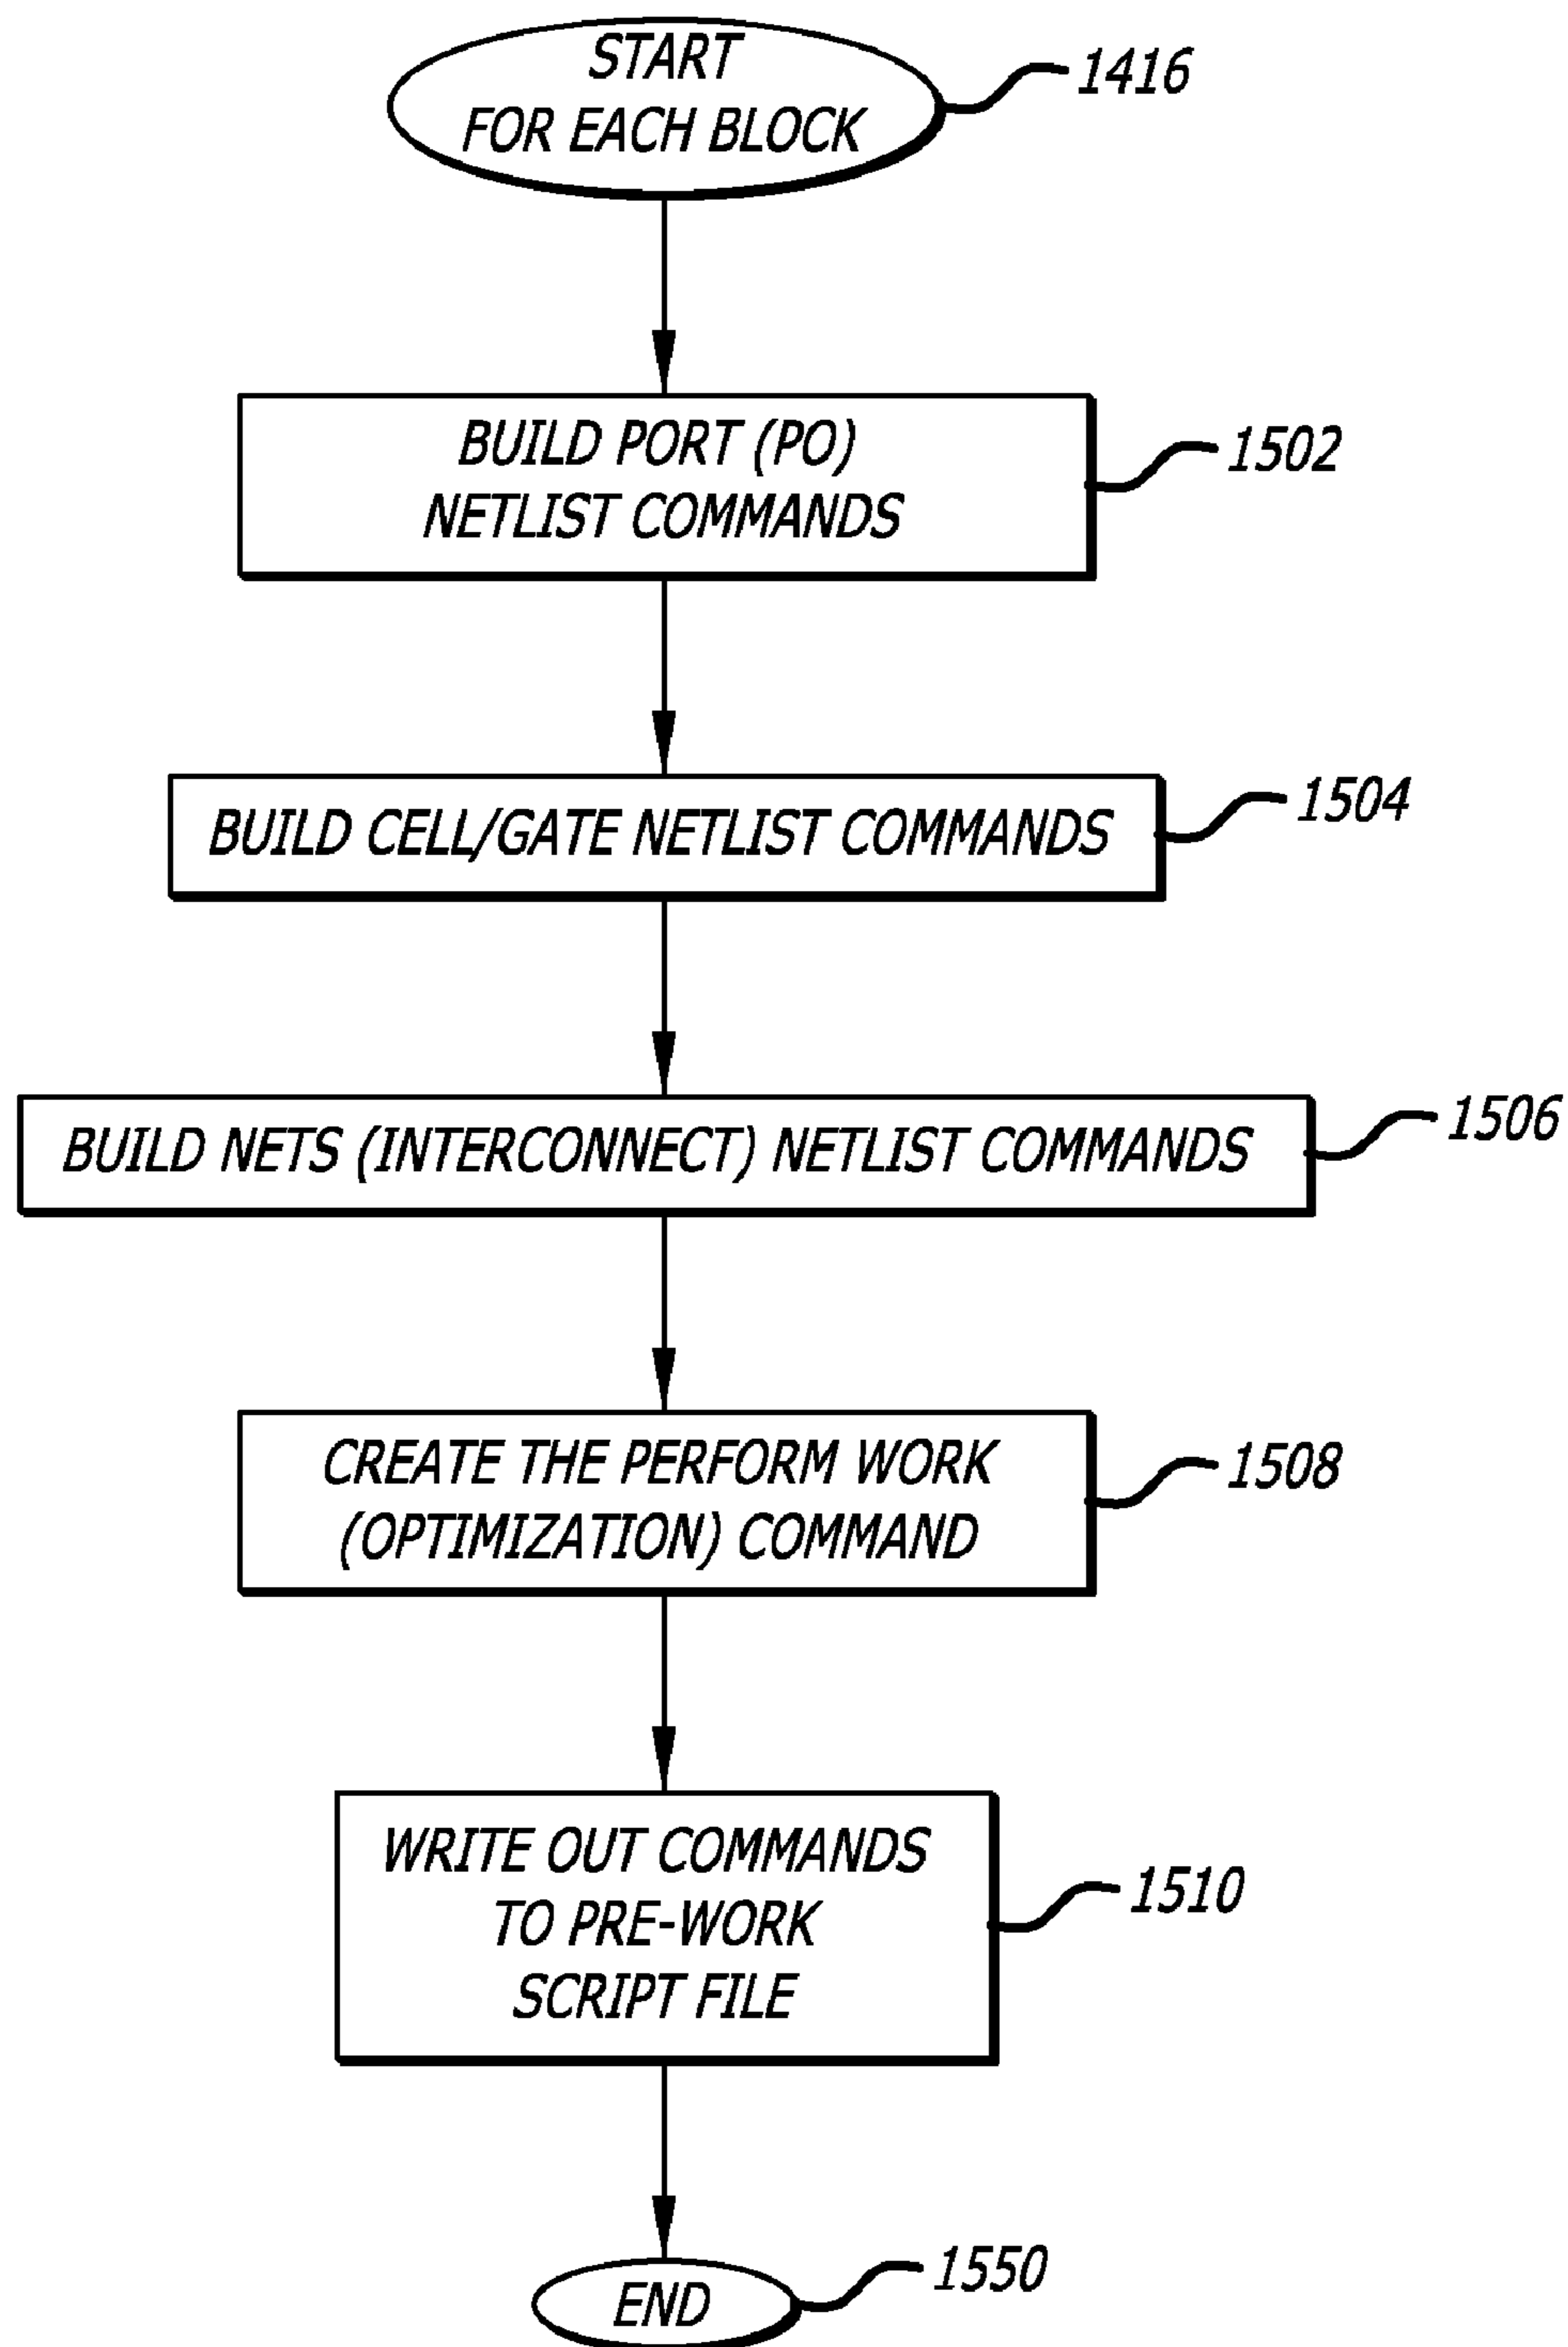 START
FOR EACH BLOCK
1416
BUILD PORT (PO)
NETLIST COMMANDS
1502
BUILD CELL/GATE NETLIST COMMANDS
1504
BUILD NETS (INTERCONNECT) NETLIST COMMANDS
1506
CREATE THE PERFORM WORK
(OPTIMIZATION) COMMAND
1508
WRITE OUT COMMANDS
TO PRE-WORK
SCRIPT FILE
1510
END
1550